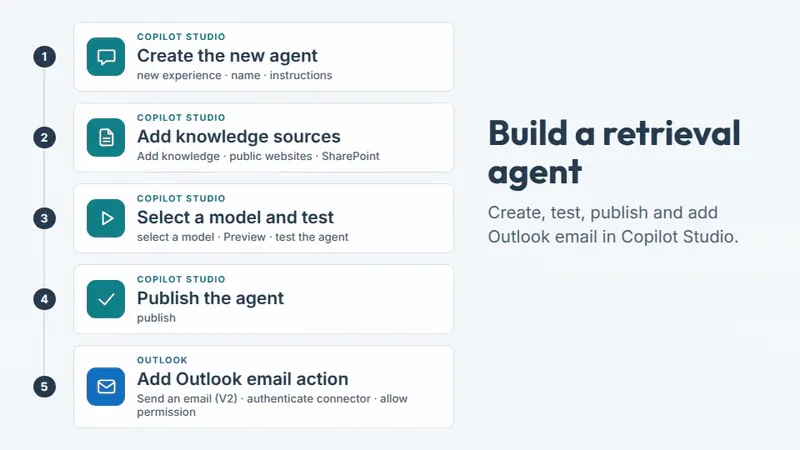 1
COPILOT STUDIO
Create the new agent
new experience · name · instructions
2
COPILOT STUDIO
Add knowledge sources
Add knowledge · public websites · SharePoint
3
COPILOT STUDIO
Select a model and test
select a model · Preview · test the agent
4
COPILOT STUDIO
Publish the agent
publish
5
OUTLOOK
Add Outlook email action
Send an email (V2) · authenticate connector · allow
permission
Build a retrieval
agent
Create, test, publish and add
Outlook email in Copilot Studio.